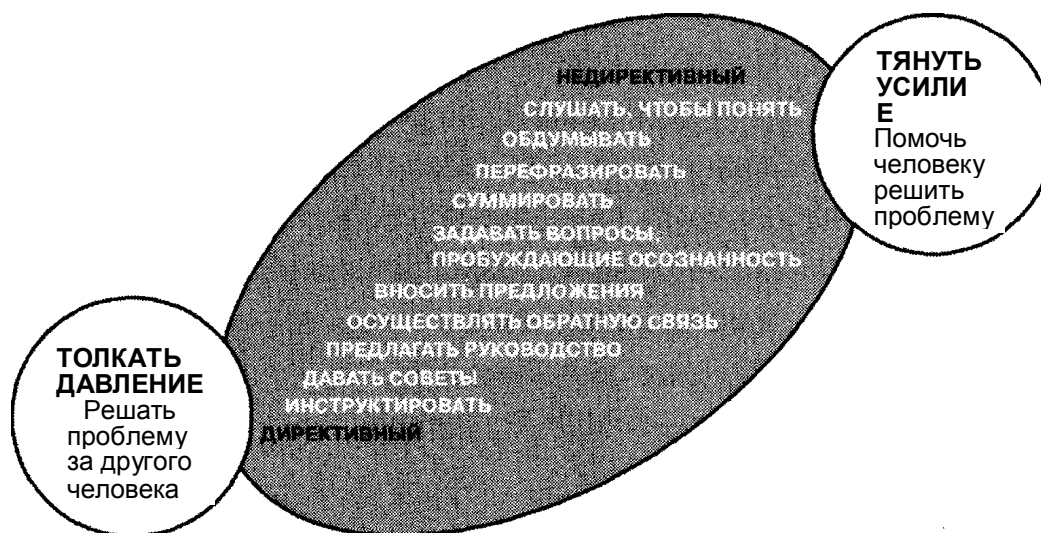 ТЯНУТЬ
УСИЛИ
Е
Помочь
человеку
решить
проблему
НЕДИРЕКТИВНЫЙ
СЛУШАТЬ, ЧТОБЫ ПОНЯТЬ
ОБДУМЫВАТЬ
ПЕРЕФРАЗИРОВАТЬ
СУММИРОВАТЬ
ЗАДАВАТЬ ВОПРОСЫ,
ПРОБУЖДАЮЩИЕ ОСОЗНАННОСТЬ
ВНОСИТЬ ПРЕДЛОЖЕНИЯ
ОСУЩЕСТВЛЯТЬ ОБРАТНУЮ СВЯЗЬ
ПРЕДЛАГАТЬ РУКОВОДСТВО
ДАВАТЬ СОВЕТЫ
ИНСТРУКТИРОВАТЬ
ДИРЕКТИВНЫЙ
ТОЛКАТЬ
ДАВЛЕНИЕ
Решать
проблему
за другого
человека